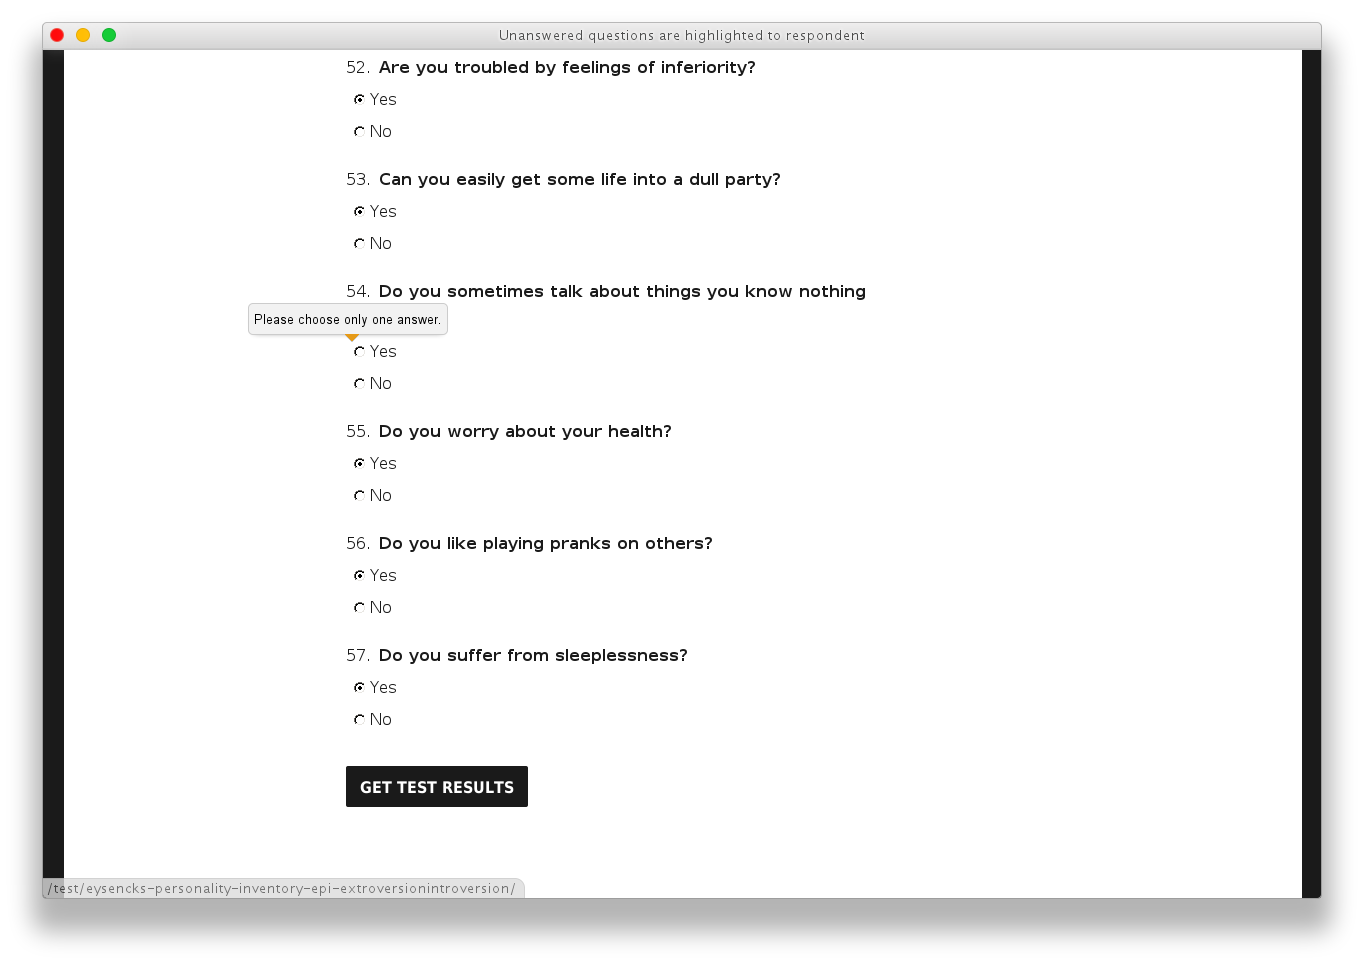 Unanswered questions are highlighted to respondent
52. Are you troubled by feelings of inferiority?
Yes
No
53. Can you easily get some life into a dull party?
Yes
No
54. Do you sometimes talk about things you know nothing
Please choose only one answer.
Yes
No
55. Do you worry about your health?
Yes
No
56. Do you like playing pranks on others?
Yes
No
57. Do you suffer from sleeplessness?
Yes
No
GET TEST RESULTS
/test/eysencks-personality-inventory-epi-extroversionintroversion/